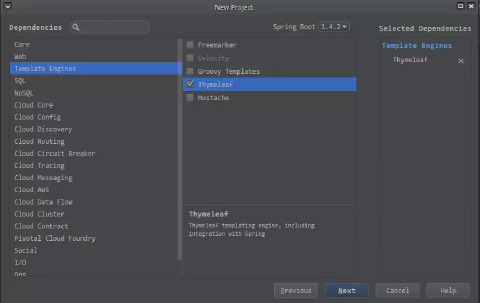 New Project
Dependencies
Spring Boot 1.4.2
Selected Dependencies
Core
Web
Template Engines
SQL
NoSQL
Cloud Core
Cloud Config
Cloud Discovery
Cloud Routing
Cloud Circuit Breaker
Cloud Tracing
Cloud Messaging
Cloud AWS
Cloud Data Flow
Cloud Cluster
Cloud Contract
Pivotal Cloud Foundry
Social
I/O
Ops
Freemarker
Velocity
Groovy Templates
Thymeleaf
Mustache
Thymeleaf
Thymeleaf templating engine, including
integration with Spring
Template Engines
Thymeleaf
Previous
Next
Cancel
Help